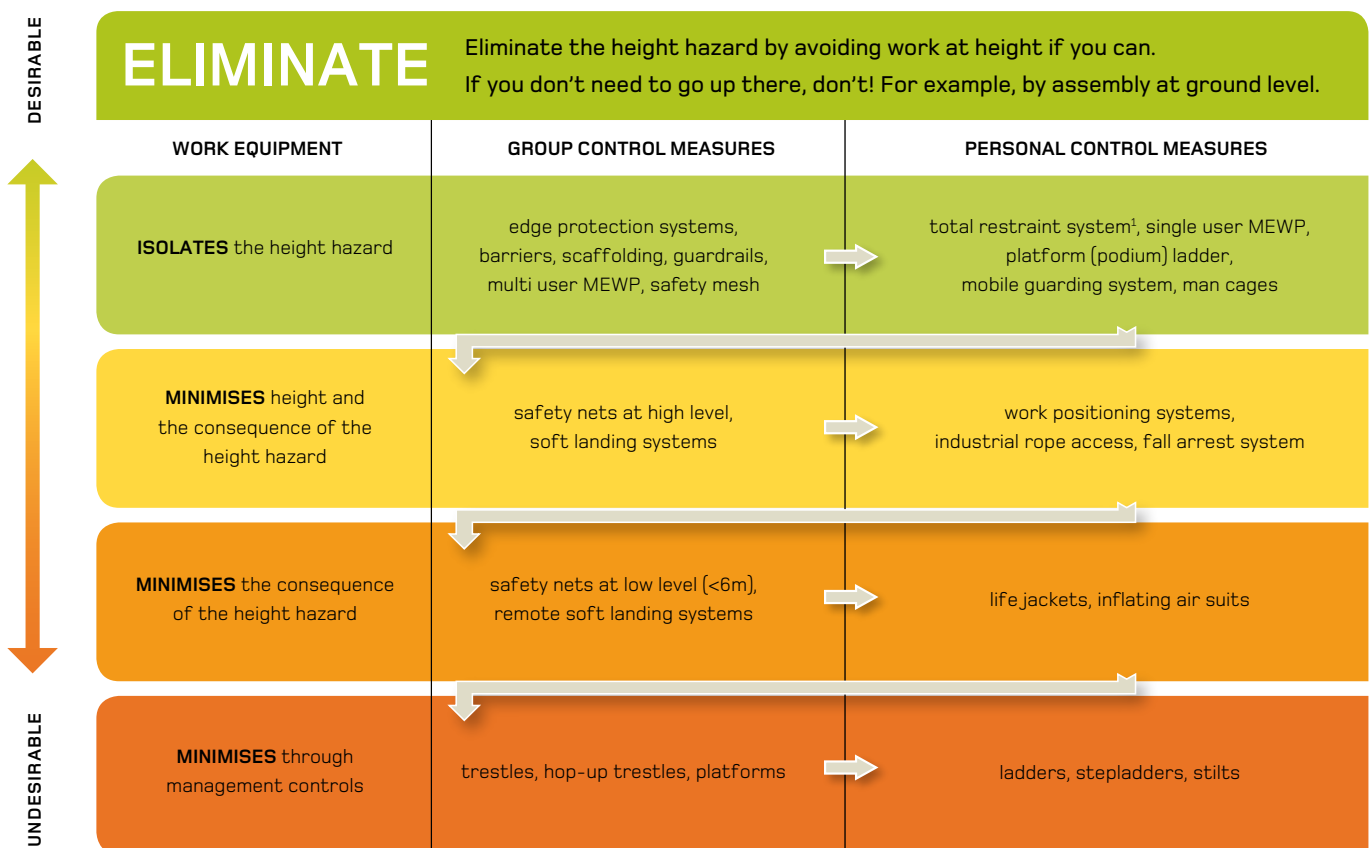 DESIRABLE
ELIMINATE
Eliminate the height hazard by avoiding work at height if you can.
If you don't need to go up there, don't! For example, by assembly at ground level.
WORK EQUIPMENT
GROUP CONTROL MEASURES
PERSONAL CONTROL MEASURES
ISOLATES the height hazard
edge protection systems,
barriers, scaffolding, guardrails,
multi user MEWP, safety mesh
total restraint system¹, single user MEWP,
platform (podium) ladder,
mobile guarding system, man cages
MINIMISES height and
the consequence of the
height hazard
safety nets at high level,
soft landing systems
work positioning systems,
industrial rope access, fall arrest system
MINIMISES the consequence
of the height hazard
safety nets at low level (<6m),
remote soft landing systems
life jackets, inflating air suits
UNDESIRABLE
MINIMISES through
management controls
trestles, hop-up trestles, platforms
ladders, stepladders, stilts